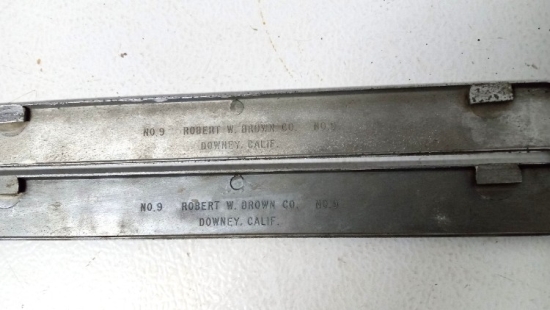 NO.9 ROBERT W. BROWN CO. NO.9
DOWNEY, CALIF.
NO.9 ROBERT W. BROWN CO. NO.9
DOWNEY, CALIF.